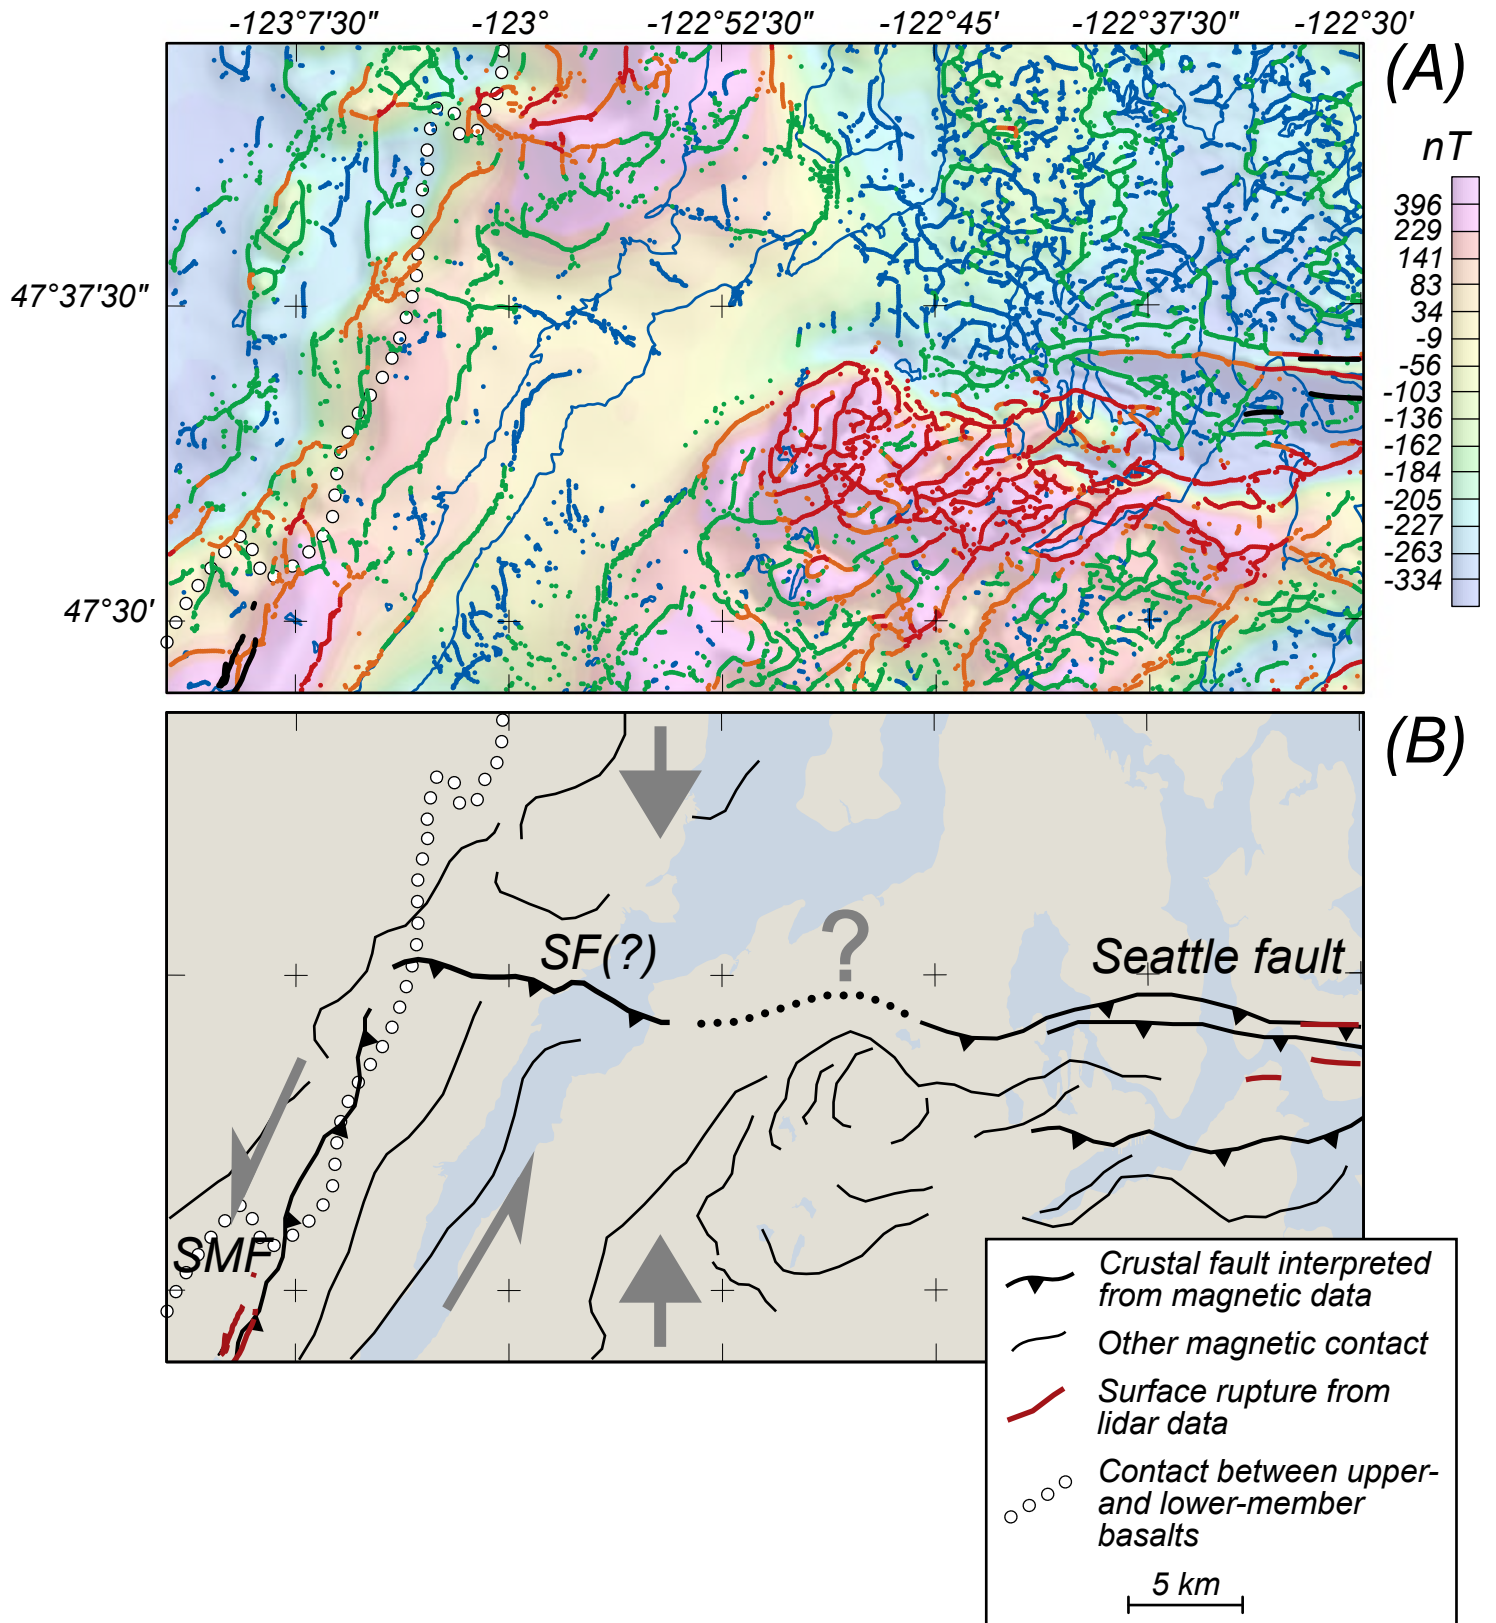 -123°7'30"
-123°
-122°52'30"
-122°45'
-122°37'30"
-122°30'
(A)
nT
396
229
141
83
34
-9
-56
-103
-136
-162
-184
-205
-227
-263
-334
47°37'30"
47°30'
(B)
SF(?)
?
Seattle fault
SMF
Crustal fault interpreted
from magnetic data
Other magnetic contact
Surface rupture from
lidar data
Contact between upper-
and lower-member
basalts
5 km